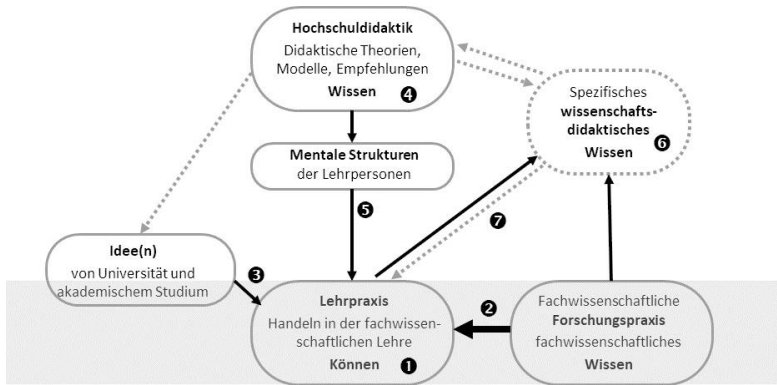 Hochschuldidaktik
Didaktische Theorien,
Modelle, Empfehlungen
Wissen ❹
Spezifisches
wissenschafts-
didaktisches
Wissen ❻
Mentale Strukturen
der Lehrpersonen
❺
❼
Idee(n)
von Universität und
akademischem Studium
❸
Lehrpraxis
Handeln in der fachwissen-
schaftlichen Lehre
Können ❶
❷
Fachwissenschaftliche
Forschungspraxis
fachwissenschaftliches
Wissen